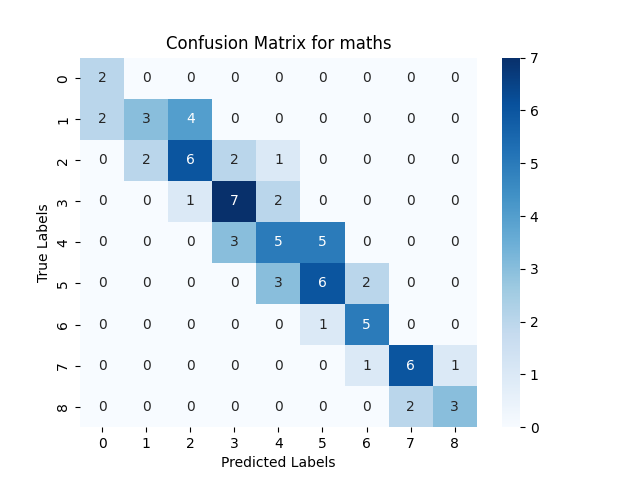 Confusion Matrix for maths
0 2 0 0 0 0 0 0 0 0
1 2 3 4 0 0 0 0 0 0
2 0 2 6 2 1 0 0 0 0
3 0 0 1 7 2 0 0 0 0
4 0 0 0 3 5 5 0 0 0
5 0 0 0 0 3 6 2 0 0
6 0 0 0 0 0 1 5 0 0
7 0 0 0 0 0 0 1 6 1
8 0 0 0 0 0 0 0 2 3
0 1 2 3 4 5 6 7 8
Predicted Labels
True Labels
7
6
5
4
3
2
1
0